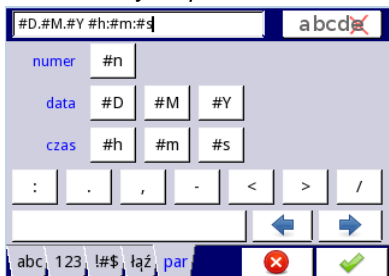 #D.#M.#Y #h:#m:#s abcde
numer #n
data #D #M #Y
czas #h #m #s
: . , - < > /
abc 123 !#$ łąź par